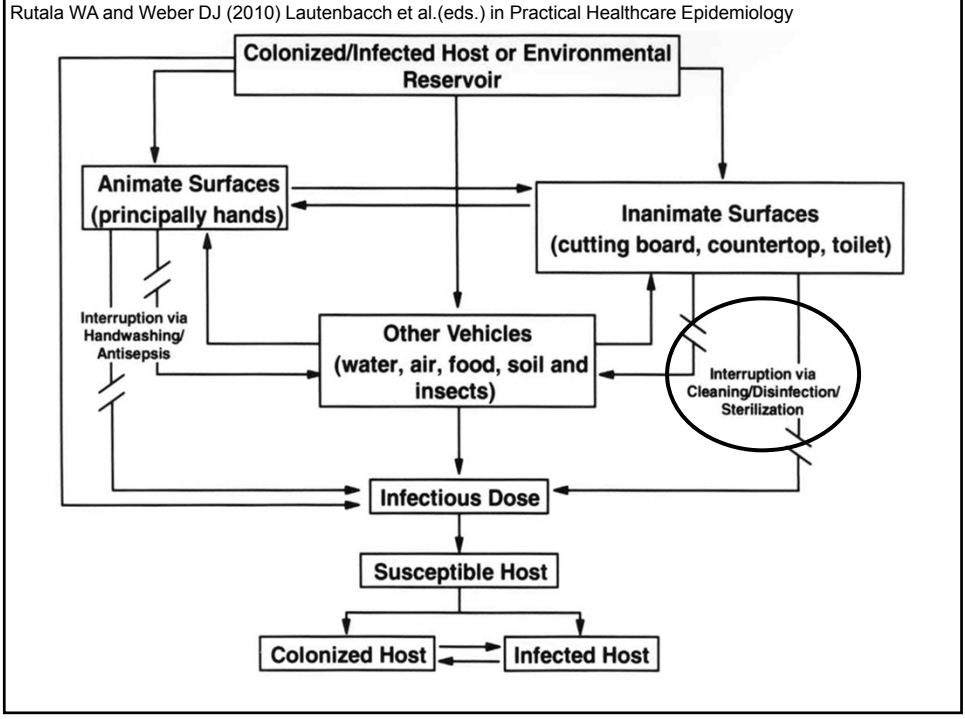 Rutala WA and Weber DJ (2010) Lautenbacch et al.(eds.) in Practical Healthcare Epidemiology
Colonized/Infected Host or Environmental
Reservoir
Animate Surfaces
(principally hands)
Inanimate Surfaces
(cutting board, countertop, toilet)
Interruption via
Handwashing/
Antisepsis
Other Vehicles
(water, air, food, soil and
insects)
Interruption via
Cleaning/Disinfection/
Sterilization
Infectious Dose
Susceptible Host
Colonized Host
Infected Host